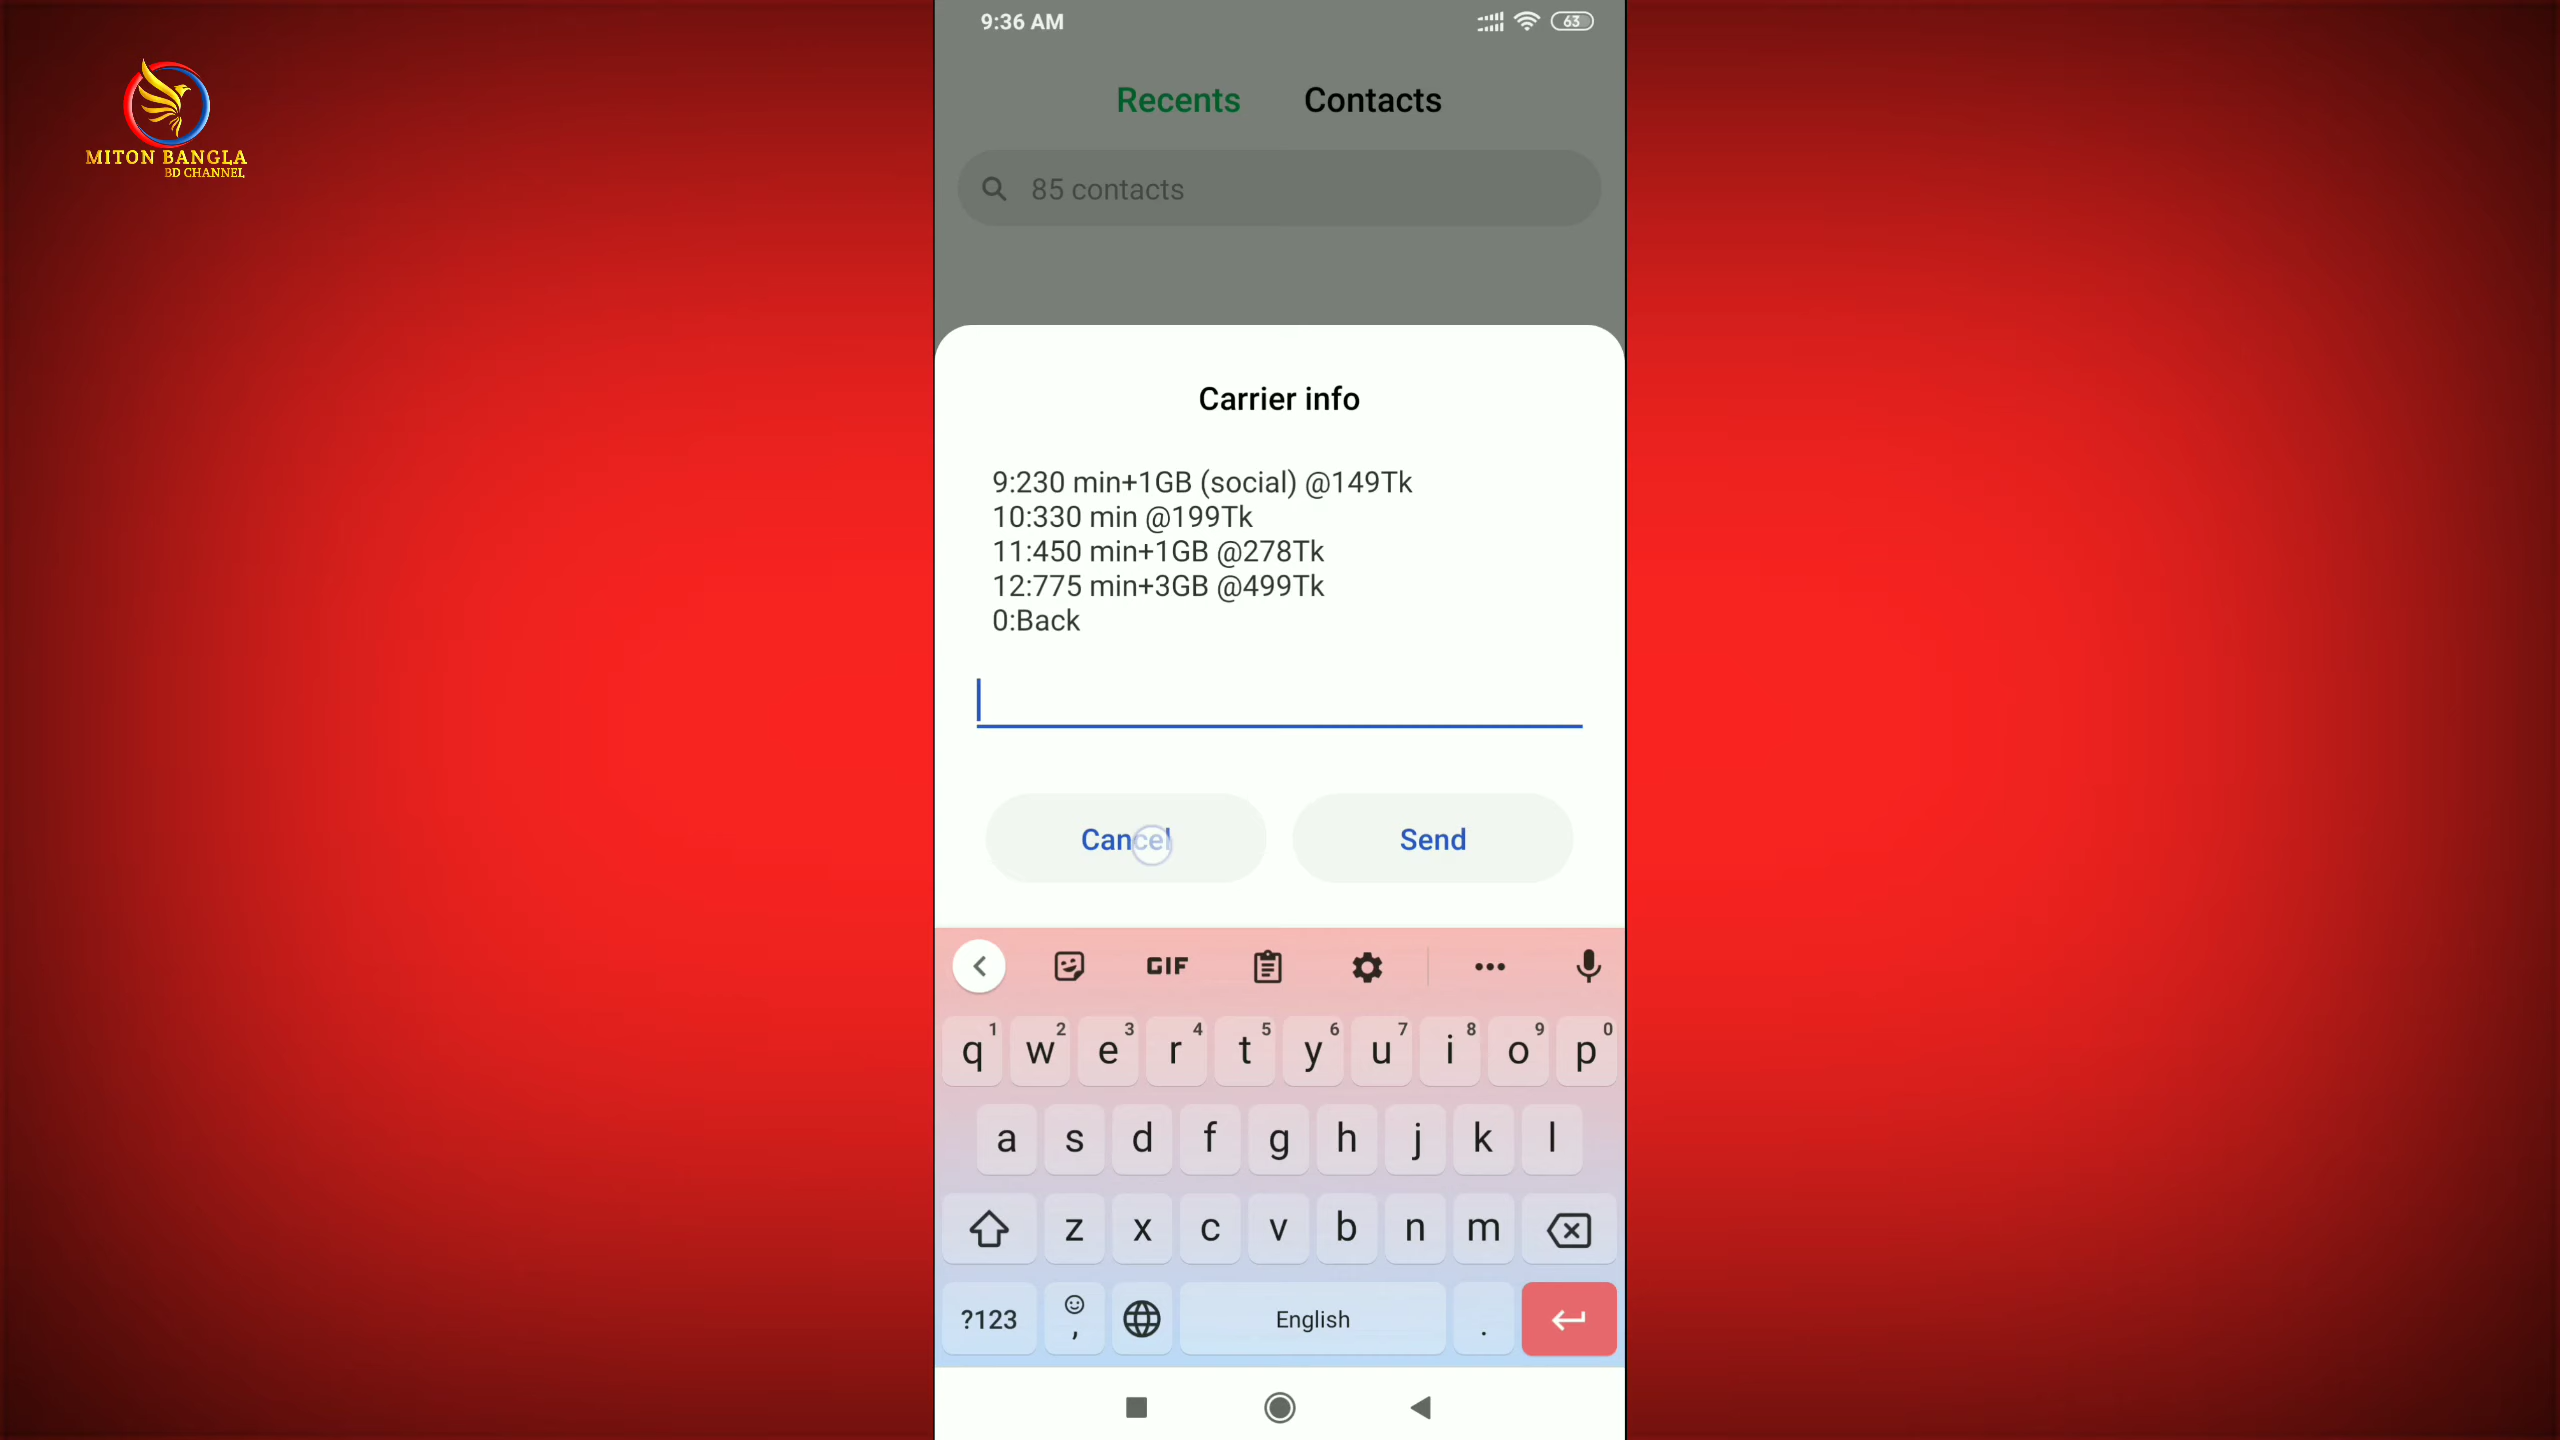 MITON BANGLA
BD CHANNEL
9:36 AM
63
Recents Contacts
85 contacts
Carrier info
9:230 min+1GB (social) @149Tk
10:330 min @199Tk
11:450 min+1GB @278Tk
12:775 min+3GB @499Tk
0:Back
Cancel Send
GIF
1 2 3 4 5 6 7 8 9 0
q w e r t y u i o p
a s d f g h j k l
z x c v b n m
?123 , English .